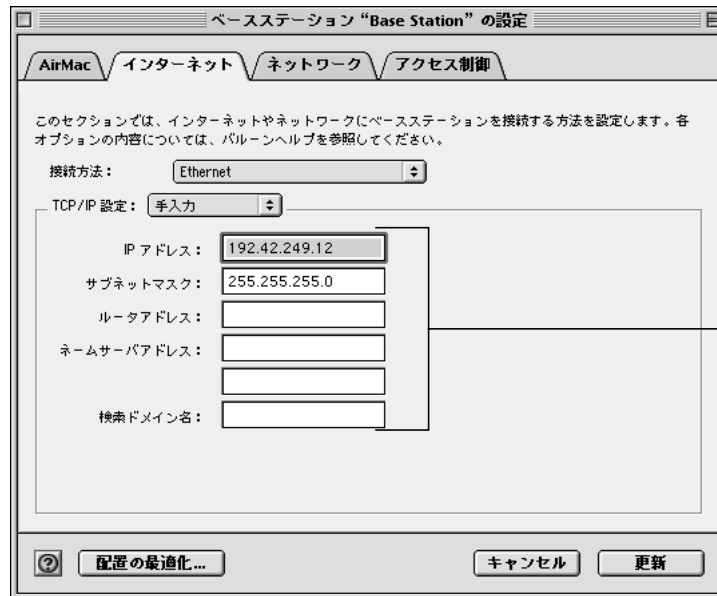 ベースステーション “Base Station” の設定
AirMac インターネット ネットワーク アクセス制御
このセクションでは、インターネットやネットワークにベースステーションを接続する方法を設定します。各
オプションの内容については、バルーンヘルプを参照してください。
接続方法： Ethernet
TCP/IP 設定： 手入力
IP アドレス： 192.42.249.12
サブネットマスク： 255.255.255.0
ルータアドレス：
ネームサーバアドレス：
検索ドメイン名：
? 配置の最適化... キャンセル 更新